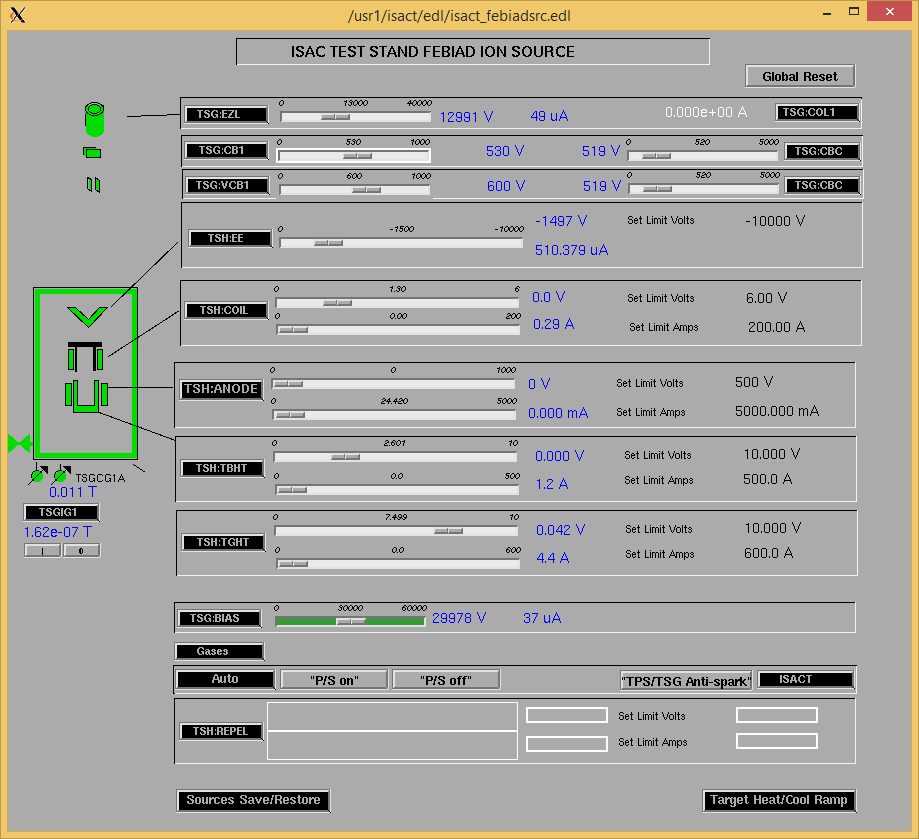 /usr1/isact/edl/isact_febiadsrc.edl
ISAC TEST STAND FEBIAD ION SOURCE
Global Reset
0 13000 40000
TSG:EZL 12991 V 49 uA 0.000e+00 A TSG:COL1
0 530 1000 0 520 5000
TSG:CB1 530 V 519 V TSG:CBC
0 600 1000 0 520 5000
TSG:VCB1 600 V 519 V TSG:CBC
-1497 V Set Limit Volts -10000 V
0 -1500 -10000
TSH:EE
510.379 uA
0 1.30 6
0.0 V Set Limit Volts 6.00 V
TSH:COIL
0 0.00 200
0.29 A Set Limit Amps 200.00 A
0 0 1000
0 V Set Limit Volts 500 V
TSH:ANODE
0 24.420 5000
0.000 mA Set Limit Amps 5000.000 mA
0 2.601 10
0.000 V Set Limit Volts 10.000 V
TSH:TBHT
0 0.0 500
1.2 A Set Limit Amps 500.0 A
TSGCG1A
0.011 T
TSGIG1
1.62e-07 T
I 0
0 7.499 10
0.042 V Set Limit Volts 10.000 V
TSH:TGHT
0 0.0 600
4.4 A Set Limit Amps 600.0 A
0 30000 60000
TSG:BIAS 29978 V 37 uA
Gases
Auto "P/S on" "P/S off" "TPS/TSG Anti-spark" ISACT
Set Limit Volts
TSH:REPEL
Set Limit Amps
Sources Save/Restore Target Heat/Cool Ramp